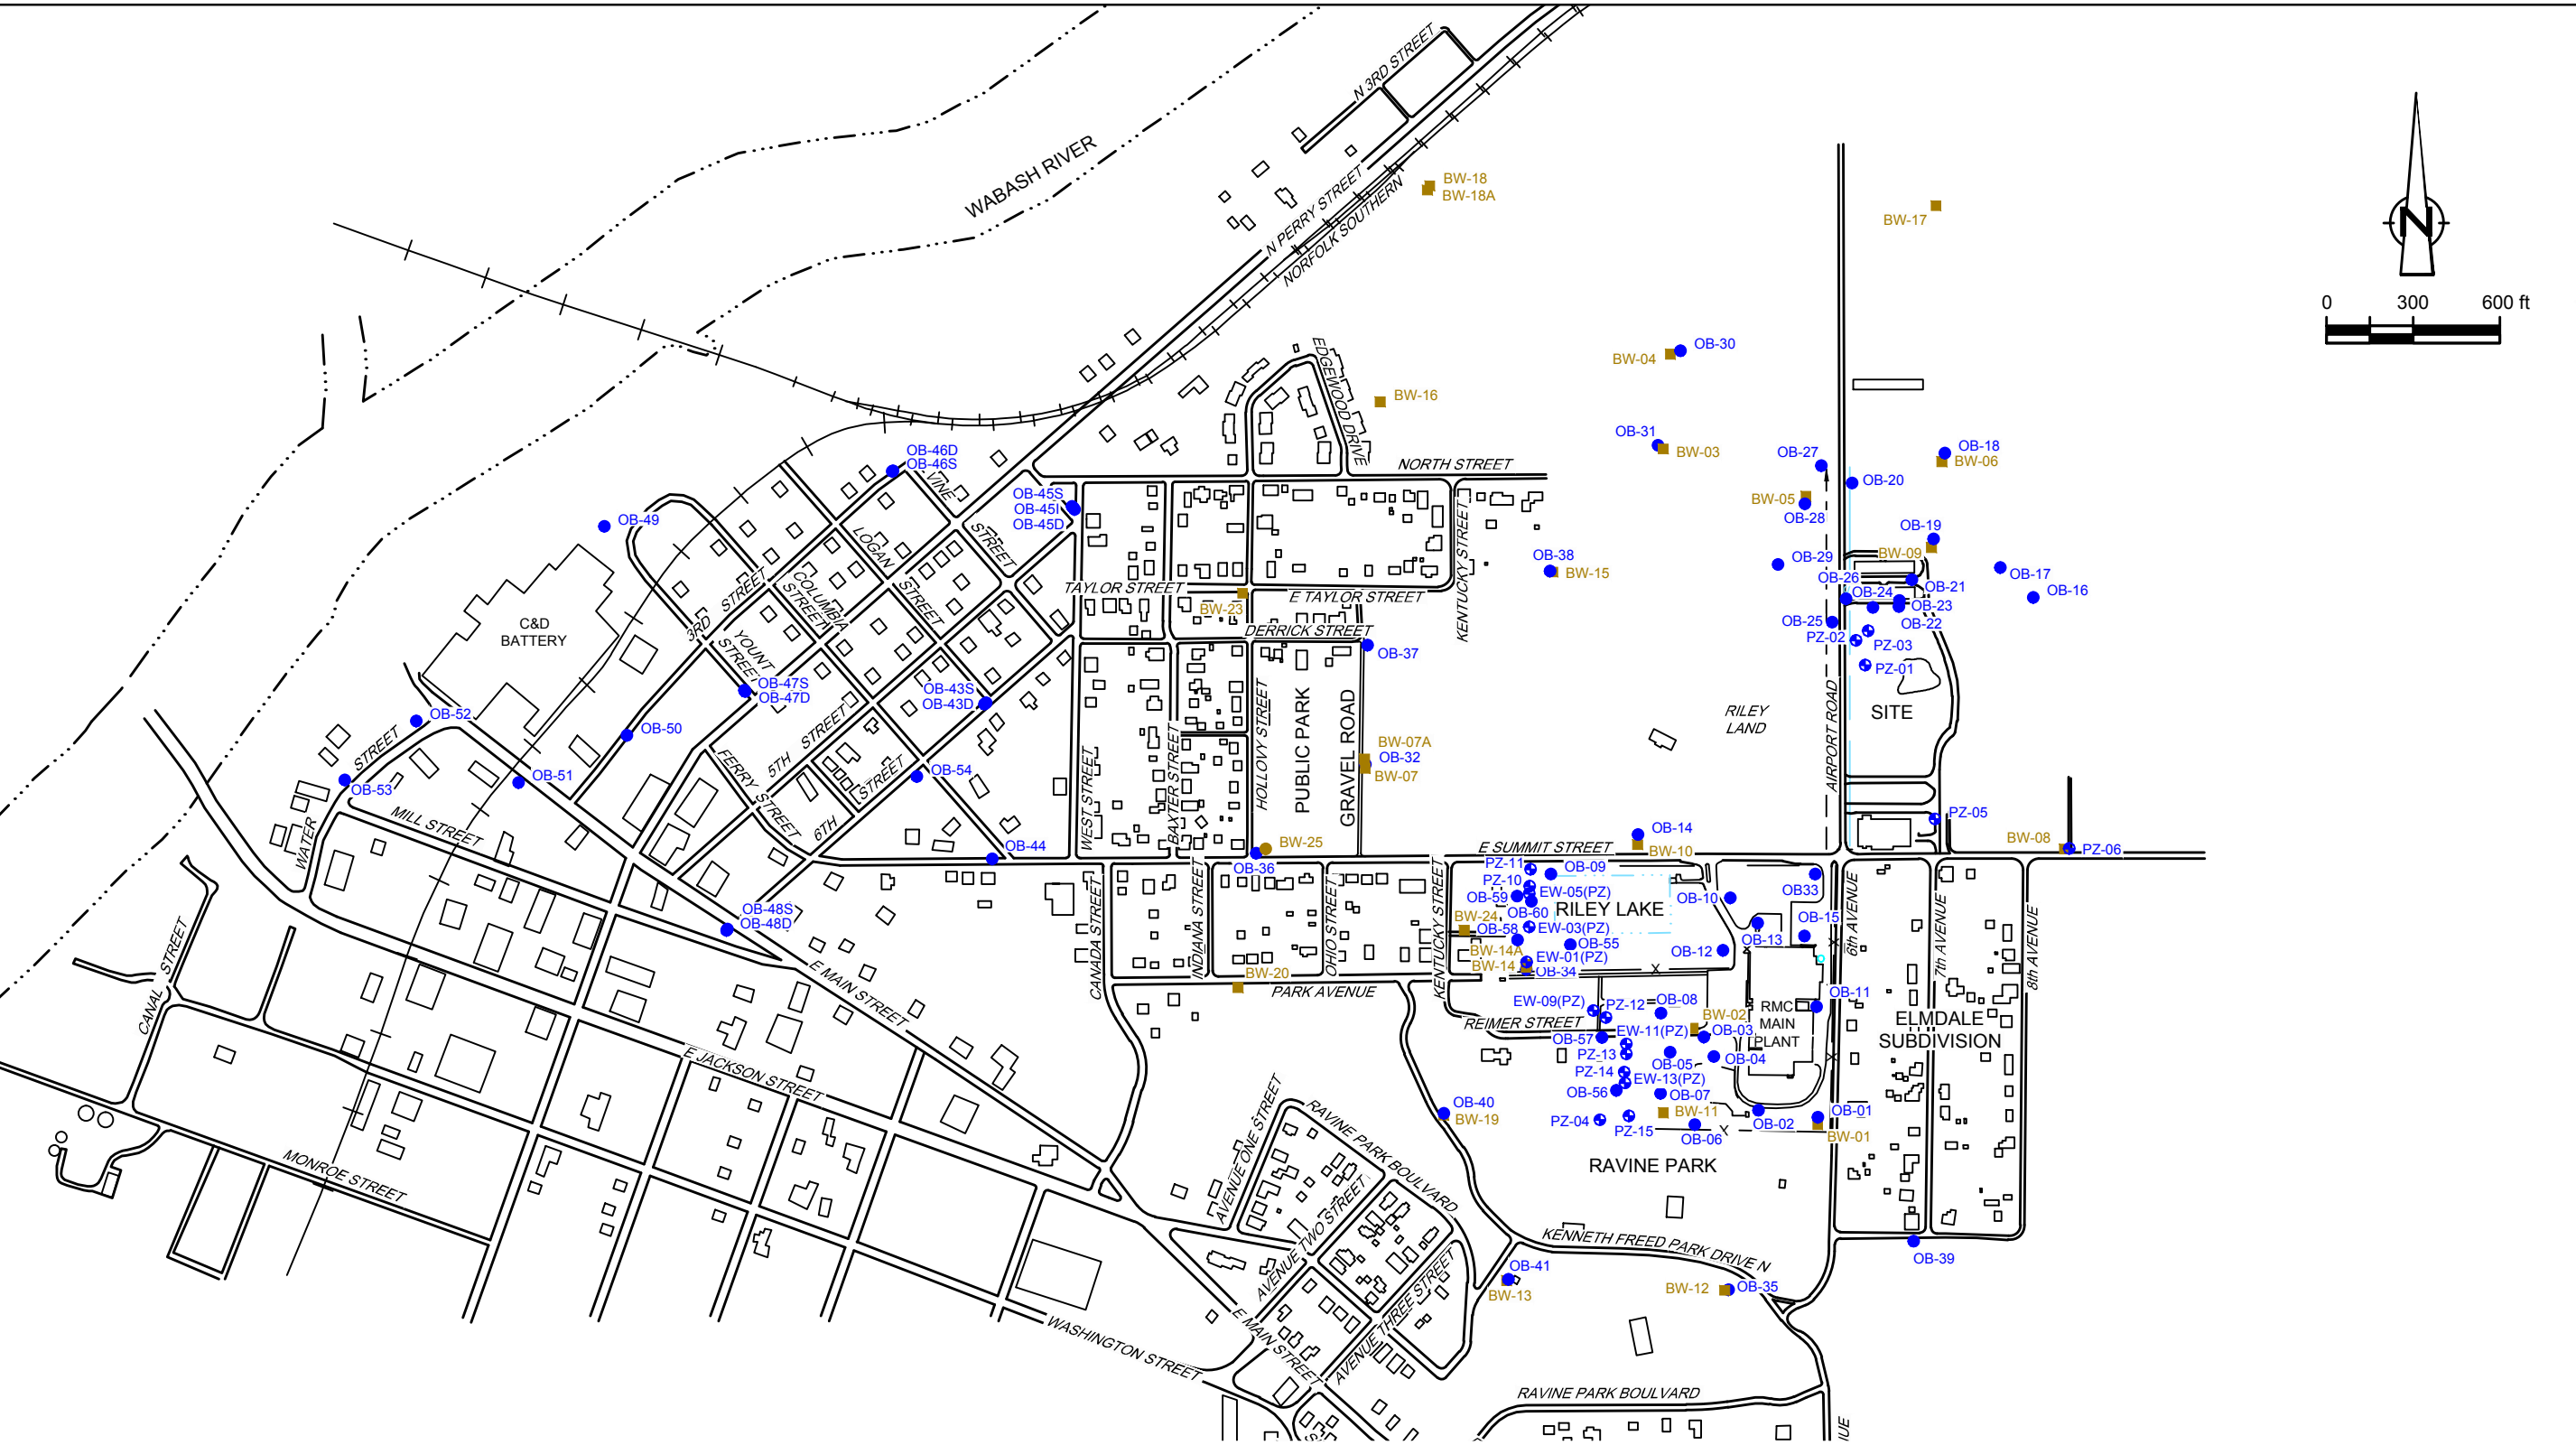 N 3RD STREET
WABASH RIVER
N PERRY STREET
NORFOLK SOUTHERN
BW-18
BW-18A
BW-17
N
0 300 600 ft
EDGEWOOD DRIVE
BW-16
BW-04
OB-30
OB-31
BW-03
NORTH STREET
OB-27
OB-18
BW-06
OB-20
BW-05
OB-28
OB-19
BW-09
OB-29
OB-17
OB-16
OB-26
OB-21
OB-24
OB-23
OB-22
OB-25
PZ-02
PZ-03
PZ-01
SITE
RILEY
LAND
AIRPORT ROAD
OB-38
BW-15
KENTUCKY STREET
OB-46D
OB-46S
VINE
STREET
OB-45S
OB-45I
OB-45D
OB-49
LOGAN
STREET
COLUMBIA
STREET
3RD
STREET
YOUNT
STREET
C&D
BATTERY
TAYLOR STREET
BW-23
E TAYLOR STREET
DERRICK STREET
OB-37
OB-47S
OB-47D
OB-43S
OB-43D
OB-52
OB-50
5TH
STREET
FERRY
STREET
6TH
STREET
OB-54
OB-51
OB-53
STREET
WATER
MILL STREET
WEST STREET
BAXTER STREET
HOLLOVY STREET
PUBLIC PARK
GRAVEL ROAD
BW-07A
OB-32
BW-07
OB-44
OB-36
BW-25
E SUMMIT STREET
OB-14
BW-10
PZ-05
BW-08
PZ-06
OB-48S
OB-48D
CANAL STREET
CANADA STREET
INDIANA STREET
OHIO STREET
KENTUCKY STREET
PZ-11
OB-09
PZ-10
EW-05(PZ)
OB-59
OB-60
RILEY LAKE
OB-10
OB33
OB-15
OB-13
6th AVENUE
7th AVENUE
8th AVENUE
BW-24
OB-58
EW-03(PZ)
OB-55
OB-12
BW-14A
EW-01(PZ)
BW-14
OB-34
BW-20
PARK AVENUE
E MAIN STREET
E JACKSON STREET
MONROE STREET
REIMER STREET
EW-09(PZ)
PZ-12
OB-08
BW-02
OB-11
RMC
MAIN
PLANT
ELMDALE
SUBDIVISION
EW-11(PZ)
OB-03
OB-57
PZ-13
OB-05
OB-04
PZ-14
EW-13(PZ)
OB-56
OB-07
BW-11
PZ-04
PZ-15
OB-06
OB-02
OB-01
BW-01
OB-40
BW-19
RAVINE PARK
AVENUE ONE STREET
RAVINE PARK BOULVARD
AVENUE TWO STREET
AVENUE THREE STREET
KENNETH FREED PARK DRIVE N
OB-39
OB-41
BW-13
BW-12
OB-35
E MAIN STREET
WASHINGTON STREET
RAVINE PARK BOULVARD